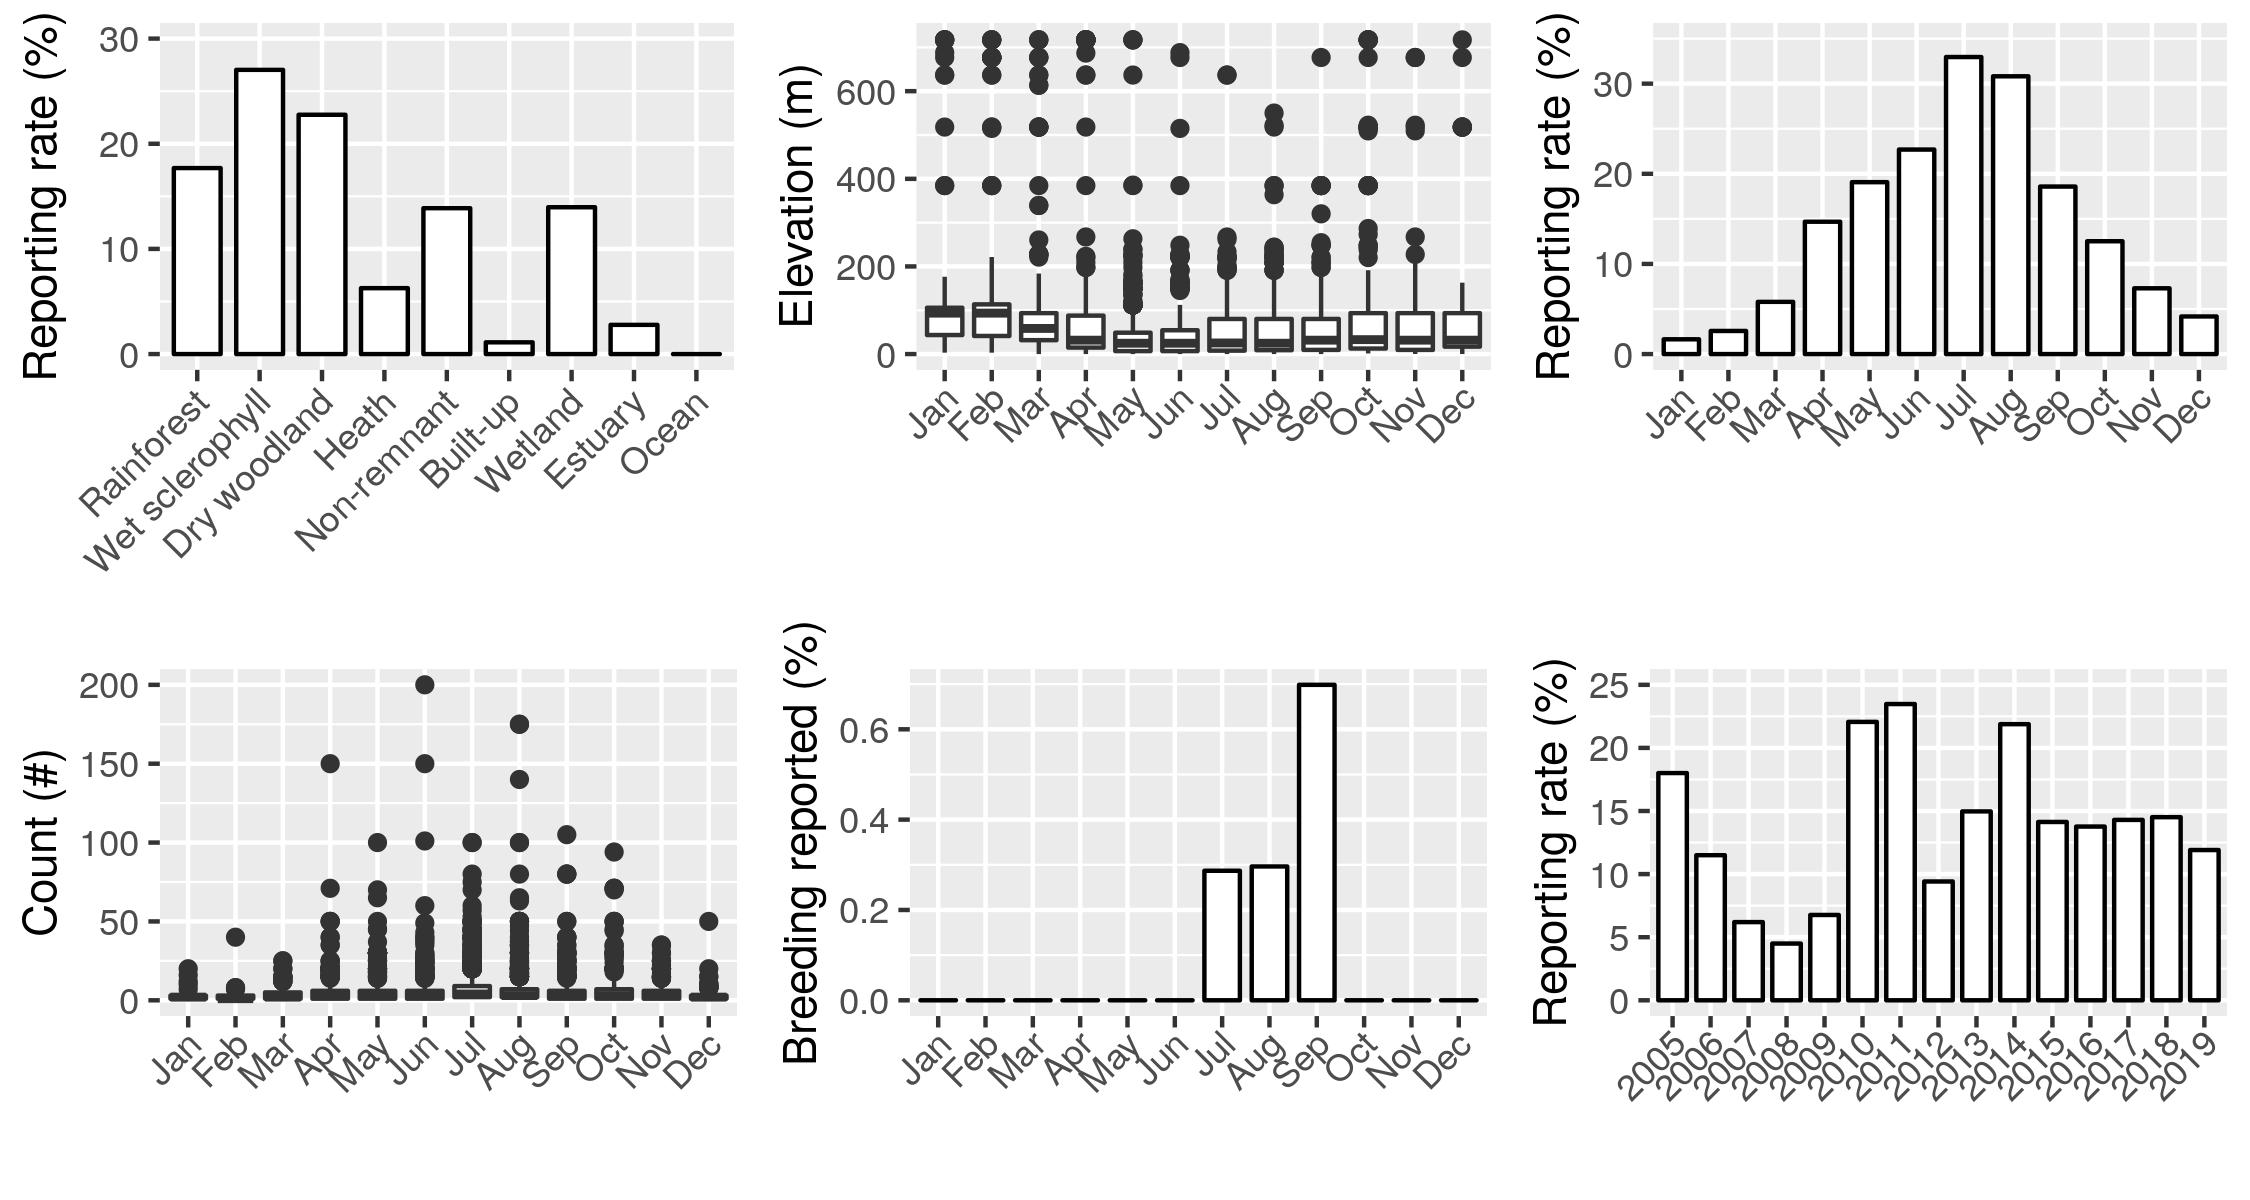 Reporting rate (%)
30
20
10
0
Rainforest
Wet sclerophyll
Dry woodland
Heath
Non-remnant
Built-up
Wetland
Estuary
Ocean
Elevation (m)
600
400
200
0
Jan
Feb
Mar
Apr
May
Jun
Jul
Aug
Sep
Oct
Nov
Dec
Reporting rate (%)
30
20
10
0
Jan
Feb
Mar
Apr
May
Jun
Jul
Aug
Sep
Oct
Nov
Dec
Count (#)
200
150
100
50
0
Jan
Feb
Mar
Apr
May
Jun
Jul
Aug
Sep
Oct
Nov
Dec
Breeding reported (%)
0.6
0.4
0.2
0.0
Jan
Feb
Mar
Apr
May
Jun
Jul
Aug
Sep
Oct
Nov
Dec
Reporting rate (%)
25
20
15
10
5
0
2005
2006
2007
2008
2009
2010
2011
2012
2013
2014
2015
2016
2017
2018
2019